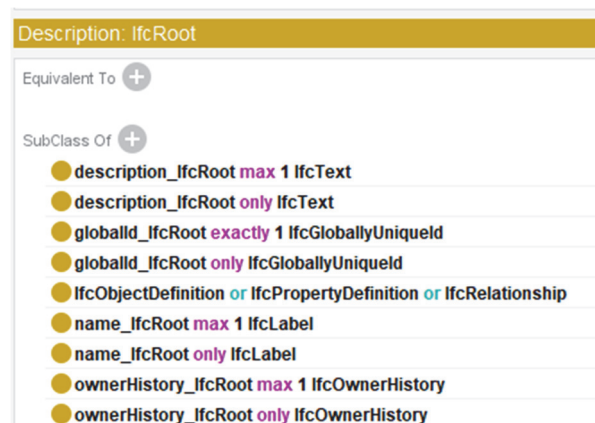 Description: IfcRoot
Equivalent To
SubClass Of
description_IfcRoot max 1 IfcText
description_IfcRoot only IfcText
globalId_IfcRoot exactly 1 IfcGloballyUniqueId
globalId_IfcRoot only IfcGloballyUniqueId
IfcObjectDefinition or IfcPropertyDefinition or IfcRelationship
name_IfcRoot max 1 IfcLabel
name_IfcRoot only IfcLabel
ownerHistory_IfcRoot max 1 IfcOwnerHistory
ownerHistory_IfcRoot only IfcOwnerHistory